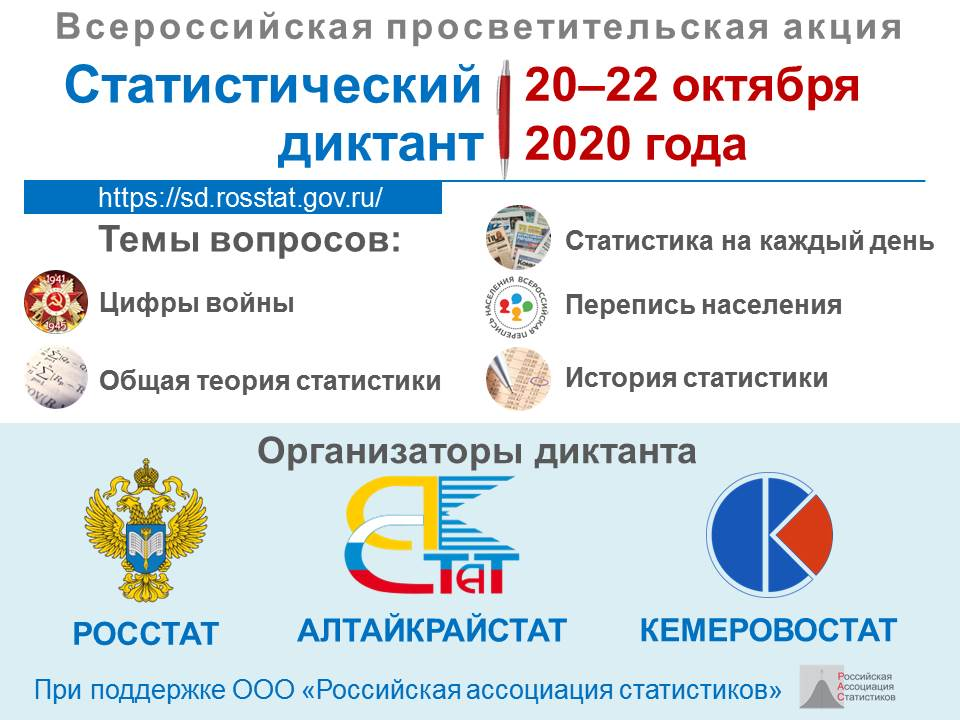 Всероссийская просветительская акция
Статистический
диктант
20–22 октября
2020 года
https://sd.rosstat.gov.ru/
Темы вопросов:
1941
1945
Цифры войны
Общая теория статистики
Статистика на каждый день
ВСЕРОССИЙСКАЯ ПЕРЕПИСЬ НАСЕЛЕНИЯ
Перепись населения
История статистики
Организаторы диктанта
РОССТАТ
АК
СТАТ
АЛТАЙКРАЙСТАТ
КЕМЕРОВОСТАТ
При поддержке ООО «Российская ассоциация статистиков»
Российская
Ассоциация
Статистиков